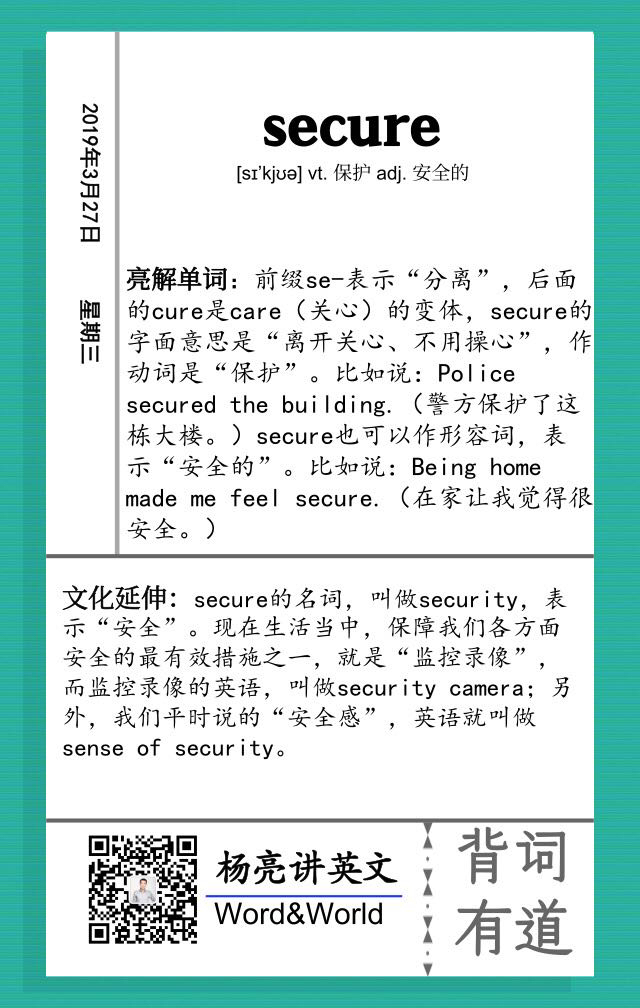 2019年3月27日 星期三
secure
[sɪ'kjʊə] vt. 保护 adj. 安全的
亮解单词：前缀se-表示“分离”，后面
的cure是care（关心）的变体，secure的
字面意思是“离开关心、不用操心”，作
动词是“保护”。比如说：Police
secured the building.（警方保护了这
栋大楼。）secure也可以作形容词，表
示“安全的”。比如说：Being home
made me feel secure.（在家让我觉得很
安全。）
文化延伸：secure的名词，叫做security，表
示“安全”。现在生活当中，保障我们各方面
安全的最有效措施之一，就是“监控录像”，
而监控录像的英语，叫做security camera；另
外，我们平时说的“安全感”，英语就叫做
sense of security。
杨亮讲英文
Word&World
背词
有道